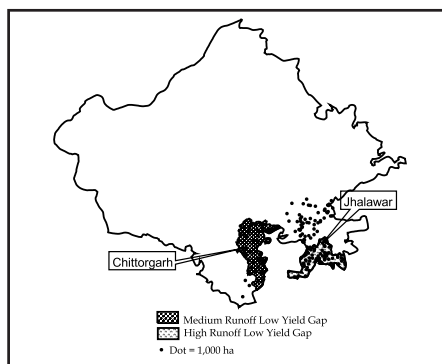 Jhalawar
Chittorgarh
Medium Runoff Low Yield Gap
High Runoff Low Yield Gap
• Dot = 1,000 ha